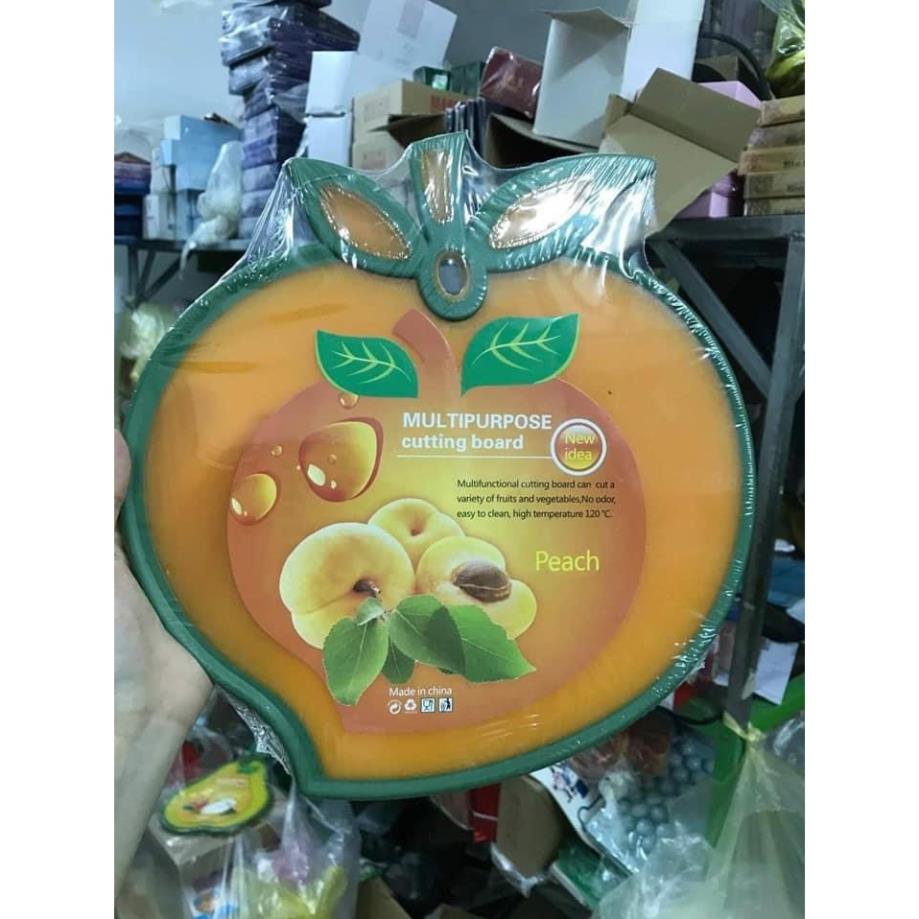 MULTIPURPOSE
cutting board
New
idea
Multifunctional cutting board can cut a
variety of fruits and vegetables,No odor,
easy to clean, high temperature 120 ℃.
Peach
Made in china